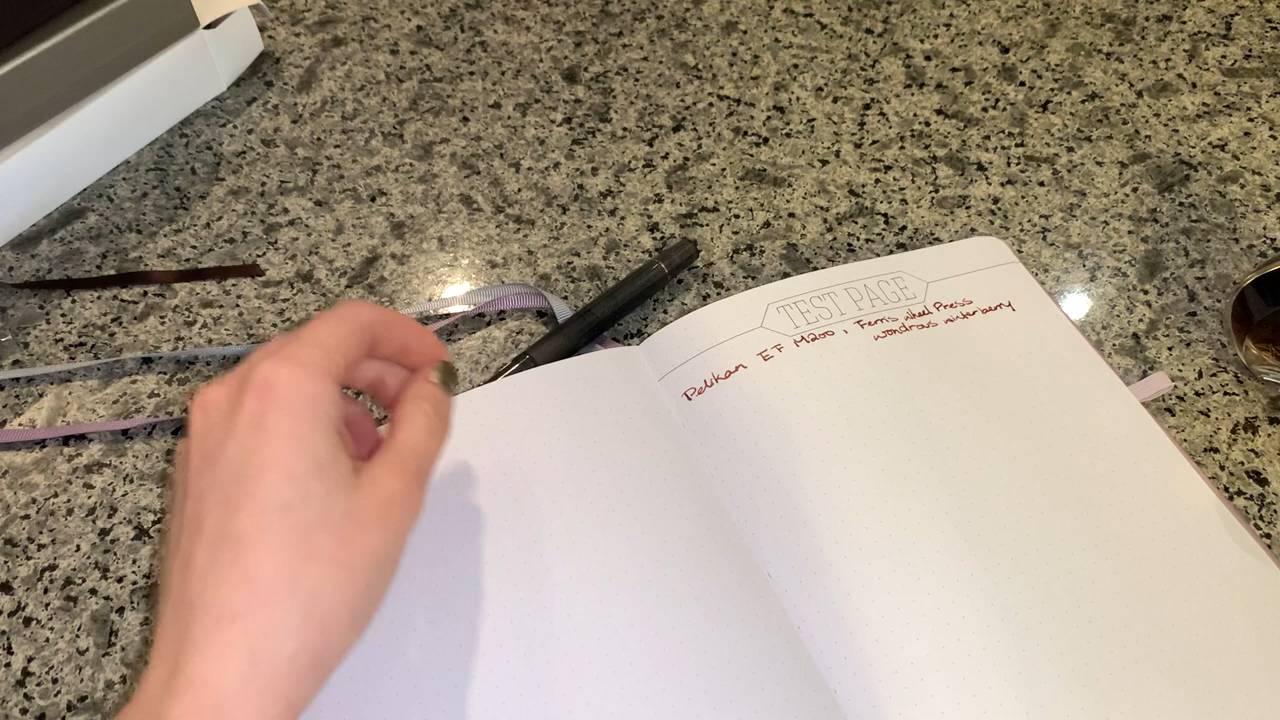 TEST PAGE
Pelikan EF M200, Ferris wheel Press
wondrous winterberry